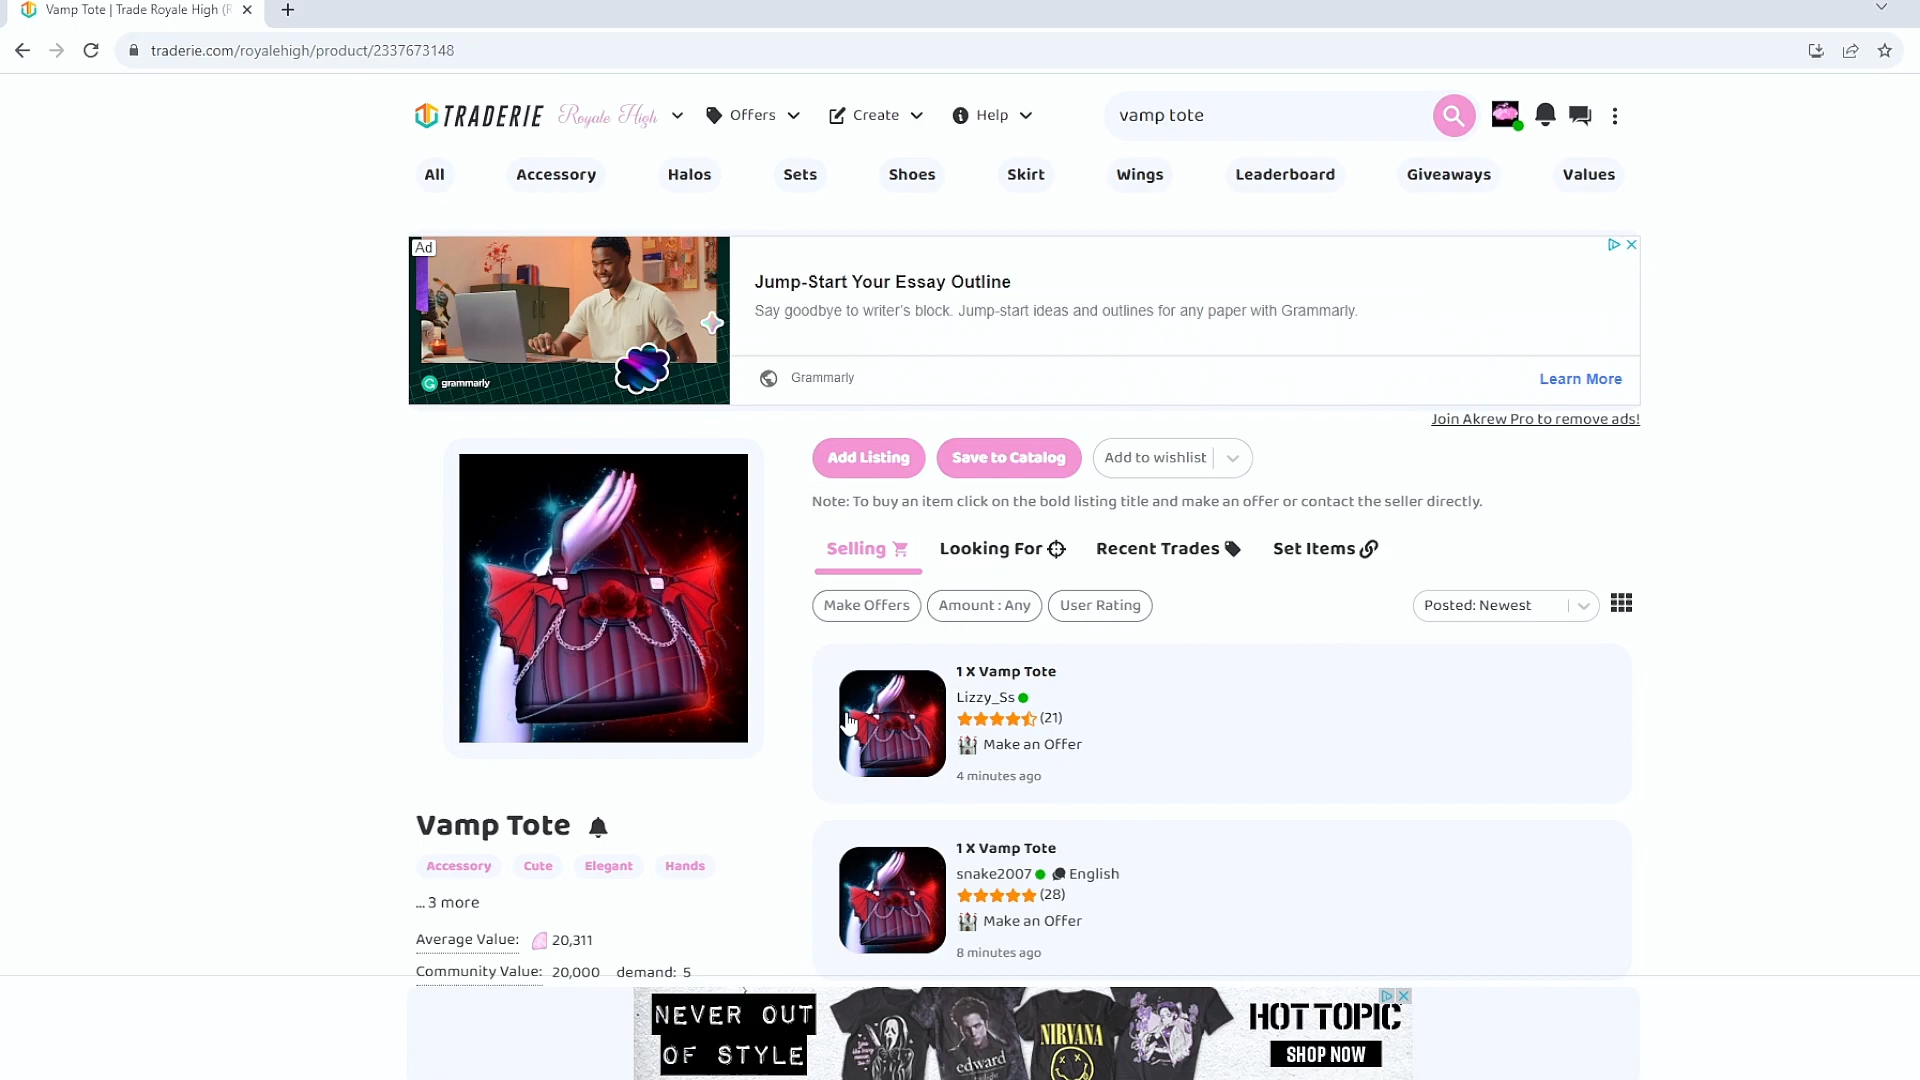 Vamp Tote | Trade Royale High (R
traderie.com/royalehigh/product/2337673148
TRADERIE Royale High Offers Create Help vamp tote
All Accessory Halos Sets Shoes Skirt Wings Leaderboard Giveaways Values
Ad
grammarly
Jump-Start Your Essay Outline
Say goodbye to writer's block. Jump-start ideas and outlines for any paper with Grammarly.
Grammarly Learn More
Join Akrew Pro to remove ads!
Add Listing Save to Catalog Add to wishlist
Note: To buy an item click on the bold listing title and make an offer or contact the seller directly.
Selling Looking For Recent Trades Set Items
Make Offers Amount : Any User Rating Posted: Newest
1 X Vamp Tote
Lizzy_Ss
(21)
Make an Offer
4 minutes ago
1 X Vamp Tote
snake2007 English
(28)
Make an Offer
8 minutes ago
Vamp Tote
Accessory Cute Elegant Hands
... 3 more
Average Value: 20,311
Community Value: 20,000 demand: 5
NEVER OUT
OF STYLE
edward
NIRVANA
HOT TOPIC
SHOP NOW